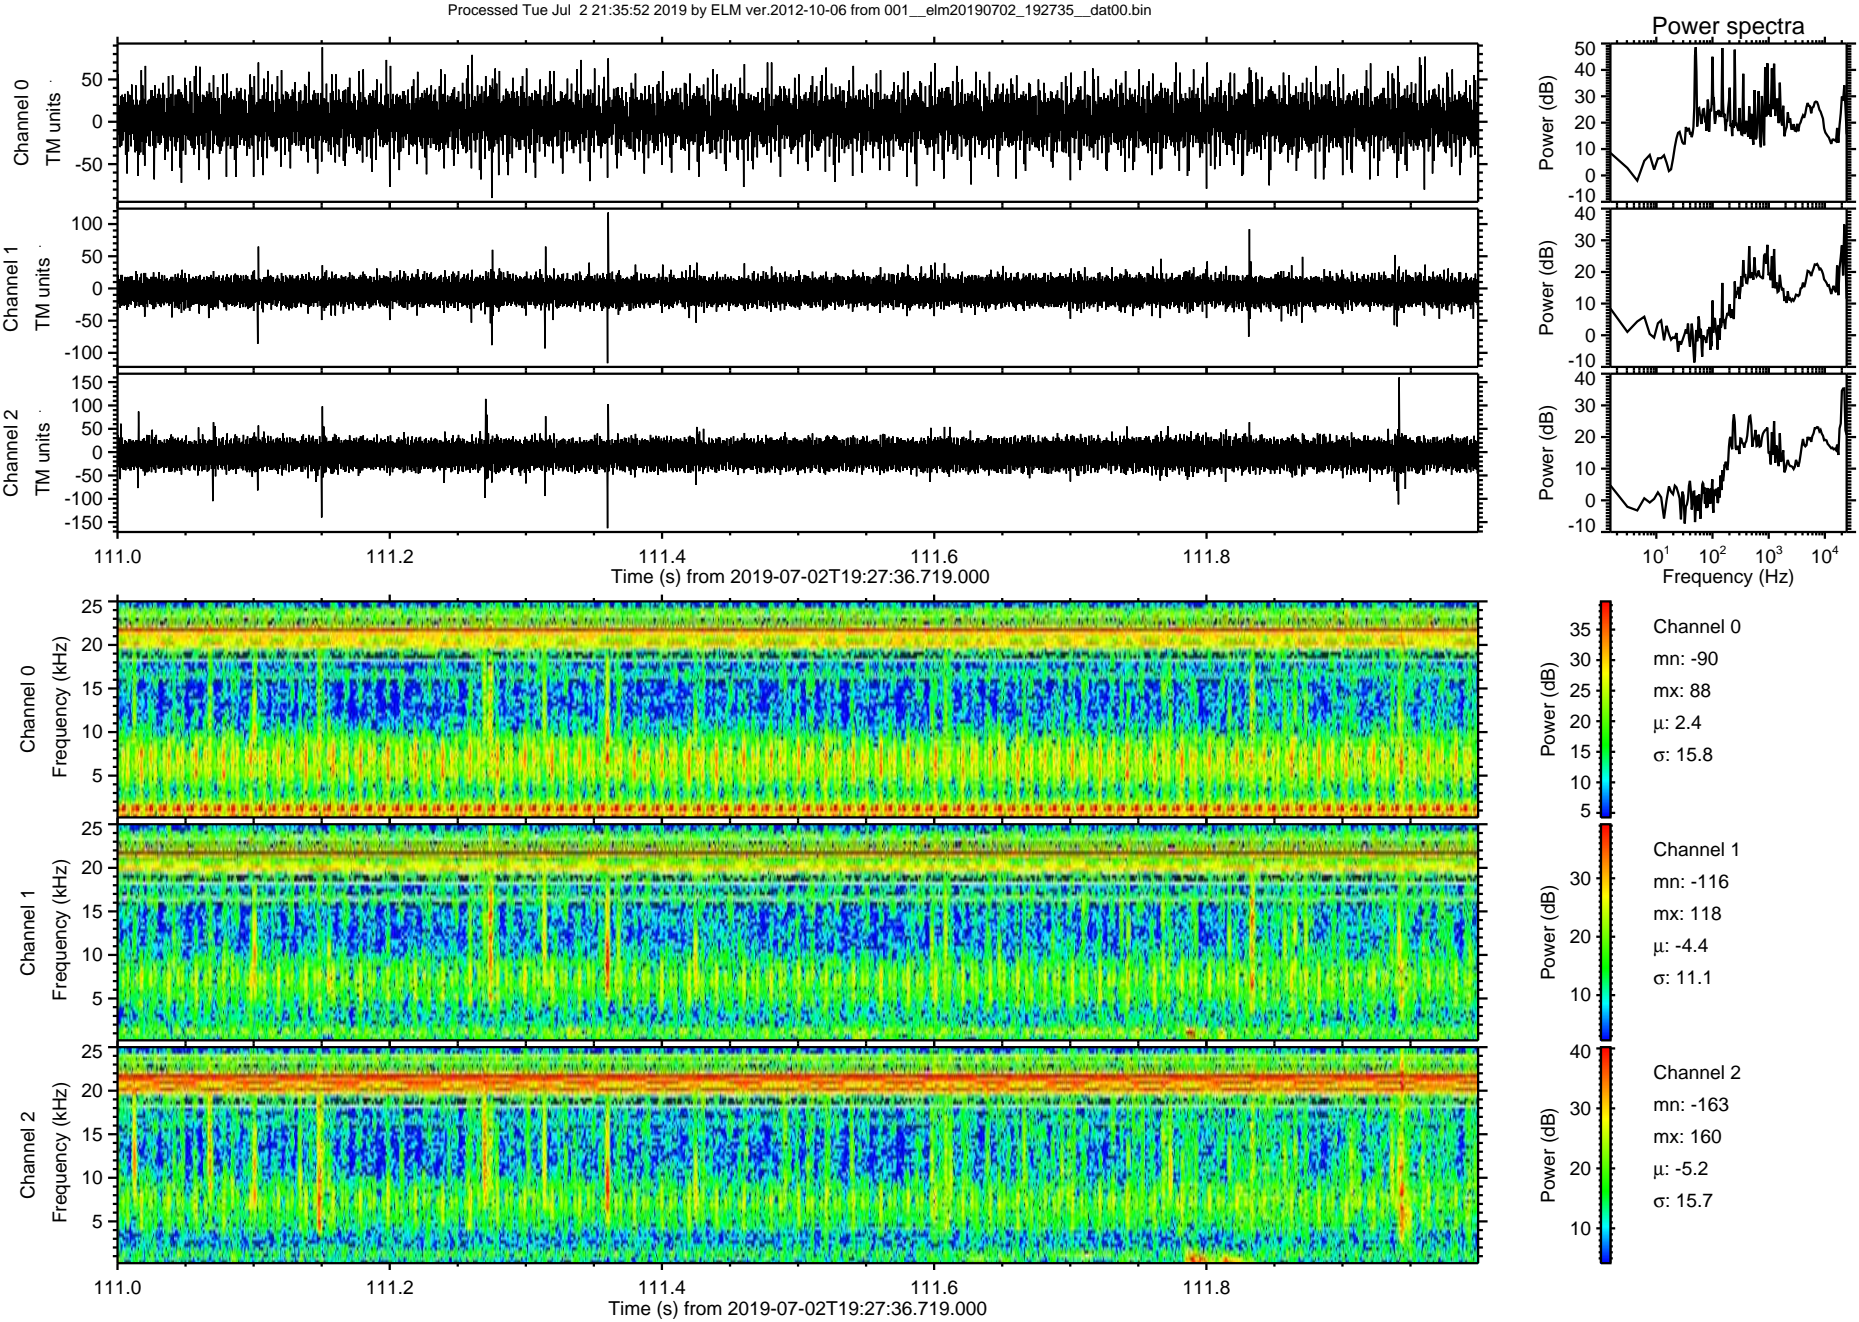 Processed Tue Jul  2 21:35:52 2019 by ELM ver.2012-10-06 from 001__elm20190702_192735__dat00.bin
Power spectra
Channel 0
TM units
50
0
-50
Power (dB)
50
40
30
20
10
0
-10
Channel 1
TM units
100
50
0
-50
-100
Power (dB)
40
30
20
10
0
-10
Channel 2
TM units
150
100
50
0
-50
-100
-150
Power (dB)
40
30
20
10
0
-10
111.0 111.2 111.4 111.6 111.8
Time (s) from 2019-07-02T19:27:36.719.000
10¹ 10² 10³ 10⁴
Frequency (Hz)
Channel 0
Frequency (kHz)
25
20
15
10
5
Power (dB)
35
30
25
20
15
10
5
Channel 0
mn: -90
mx: 88
μ: 2.4
σ: 15.8
Channel 1
Frequency (kHz)
25
20
15
10
5
Power (dB)
30
20
10
Channel 1
mn: -116
mx: 118
μ: -4.4
σ: 11.1
Channel 2
Frequency (kHz)
25
20
15
10
5
Power (dB)
40
30
20
10
Channel 2
mn: -163
mx: 160
μ: -5.2
σ: 15.7
111.0 111.2 111.4 111.6 111.8
Time (s) from 2019-07-02T19:27:36.719.000